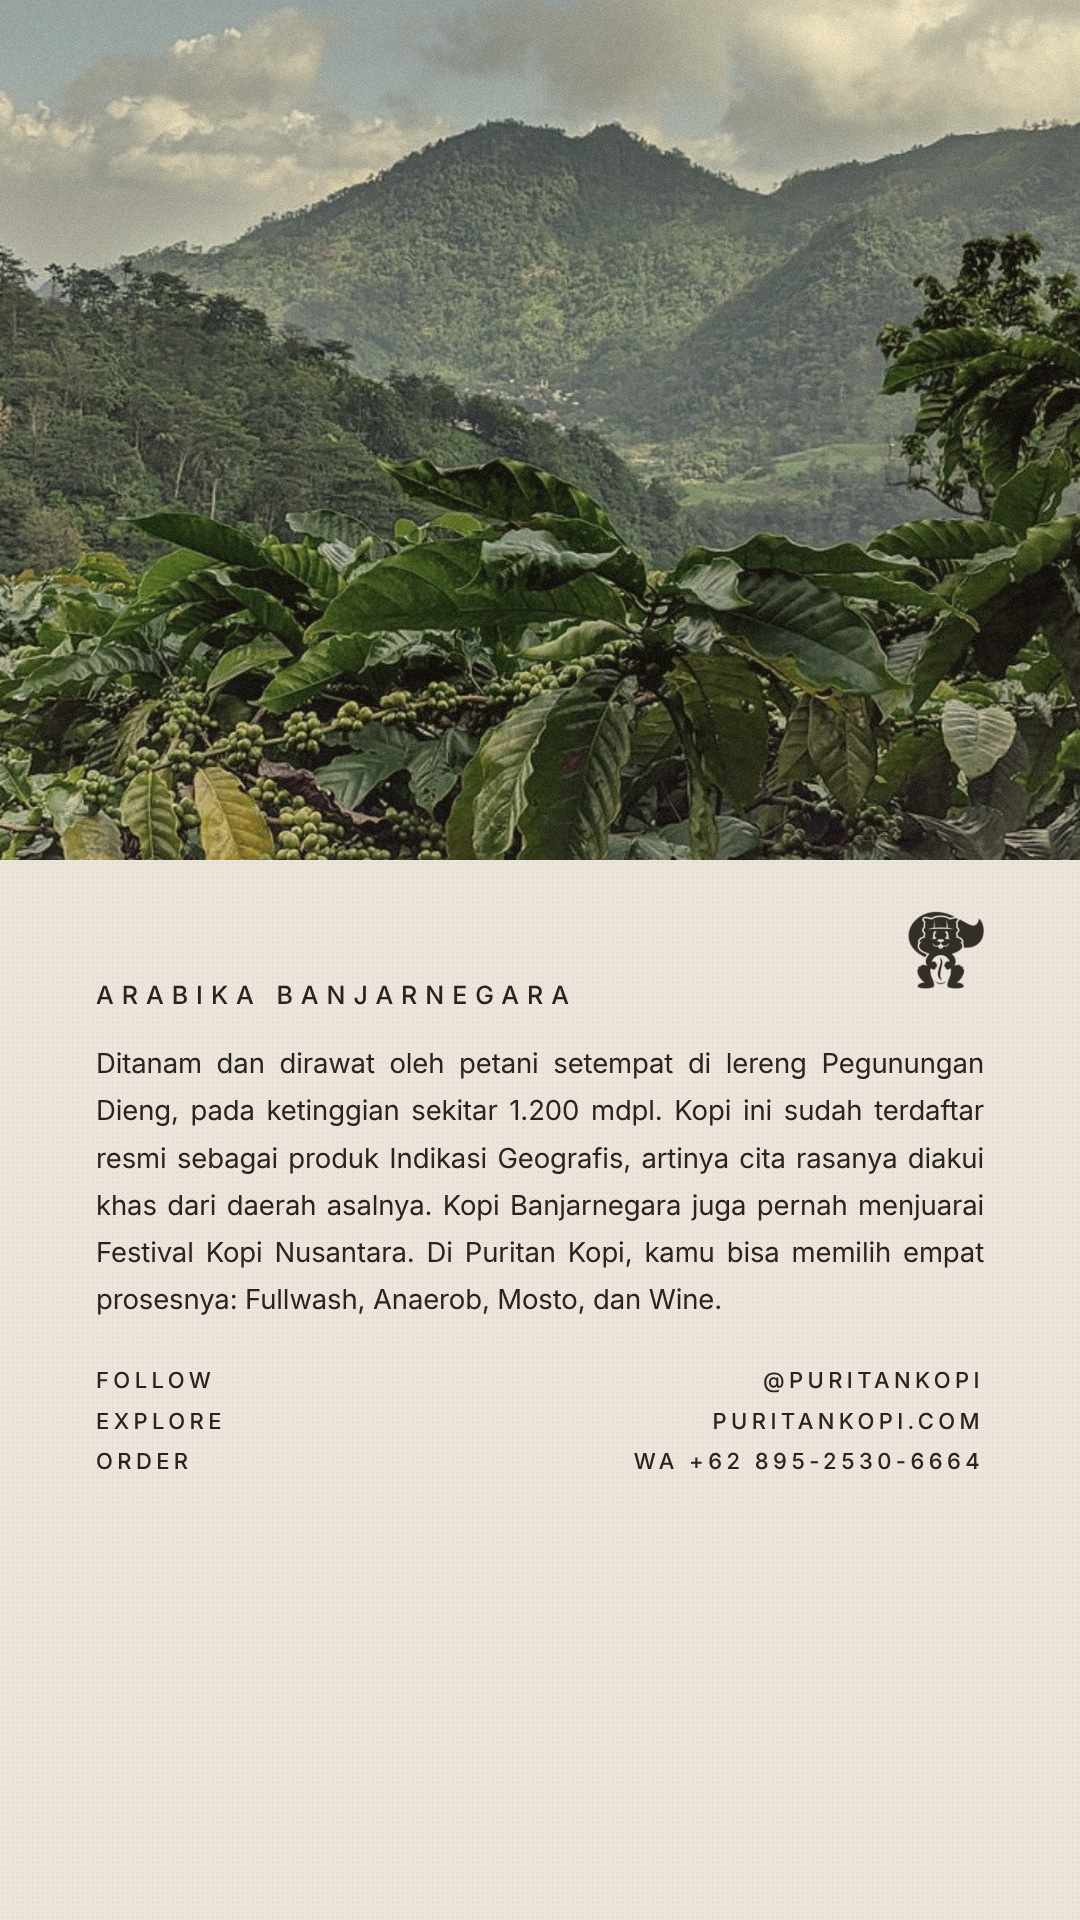 ARABIKA BANJARNEGARA
Ditanam dan dirawat oleh petani setempat di lereng Pegunungan
Dieng, pada ketinggian sekitar 1.200 mdpl. Kopi ini sudah terdaftar
resmi sebagai produk Indikasi Geografis, artinya cita rasanya diakui
khas dari daerah asalnya. Kopi Banjarnegara juga pernah menjuarai
Festival Kopi Nusantara. Di Puritan Kopi, kamu bisa memilih empat
prosesnya: Fullwash, Anaerob, Mosto, dan Wine.
FOLLOW @PURITANKOPI
EXPLORE PURITANKOPI.COM
ORDER WA +62 895-2530-6664